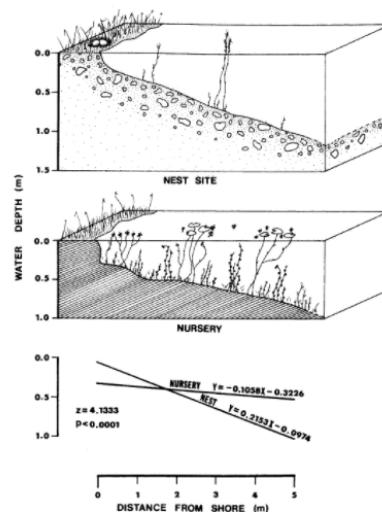 0.0
0.5
1.0
1.5
NEST SITE
WATER DEPTH (m)
0.0
0.5
1.0
NURSERY
0.0
0.5
1.0
NURSERY Y=-0.1058X-0.3226
NEST Y=0.2153X-0.0974
z=4.1333
P<0.0001
0 1 2 3 4 5
DISTANCE FROM SHORE (m)